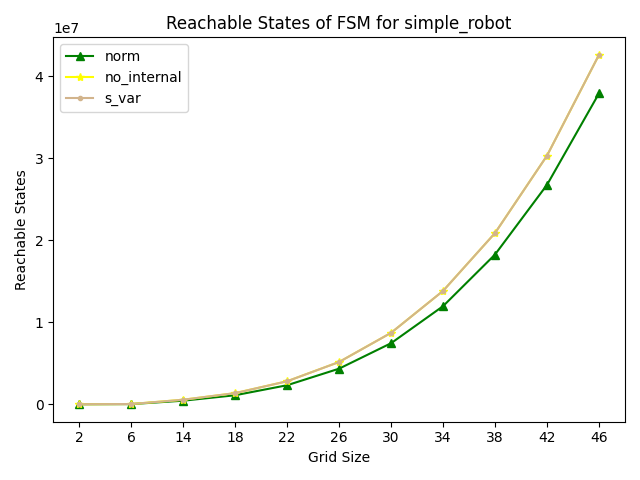 Reachable States of FSM for simple_robot
1e7
norm
no_internal
s_var
Reachable States
4
3
2
1
0
2 6 14 18 22 26 30 34 38 42 46
Grid Size